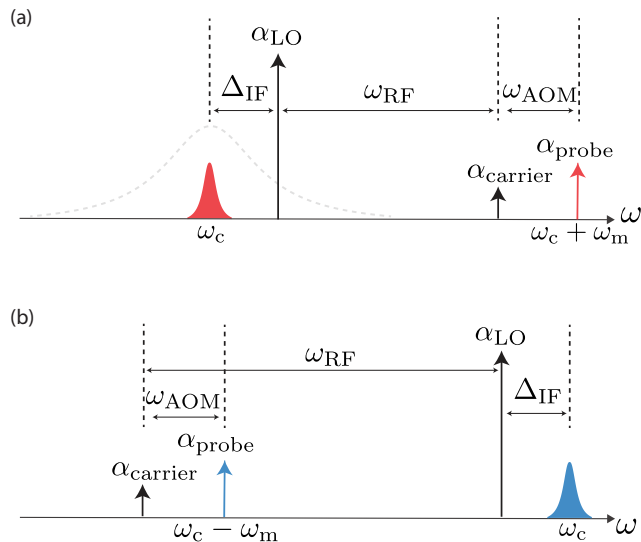 (a)
α_LO
Δ_IF ω_RF ω_AOM
α_probe
α_carrier
ω_c ω_c + ω_m ω
(b)
ω_RF α_LO
ω_AOM Δ_IF
α_probe
α_carrier
ω_c − ω_m ω_c ω